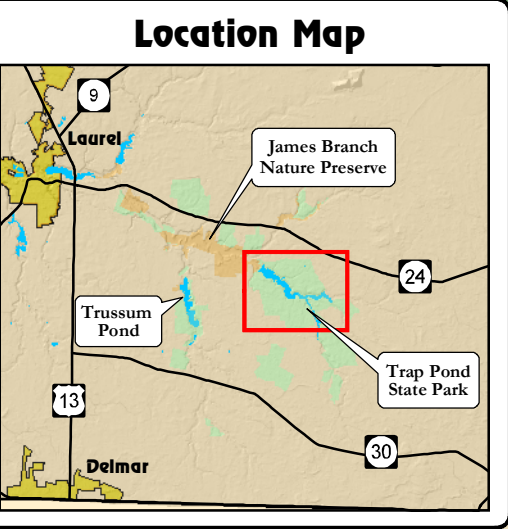 Location Map
9
Laurel
James Branch
Nature Preserve
24
Trussum
Pond
Trap Pond
State Park
13
30
Delmar